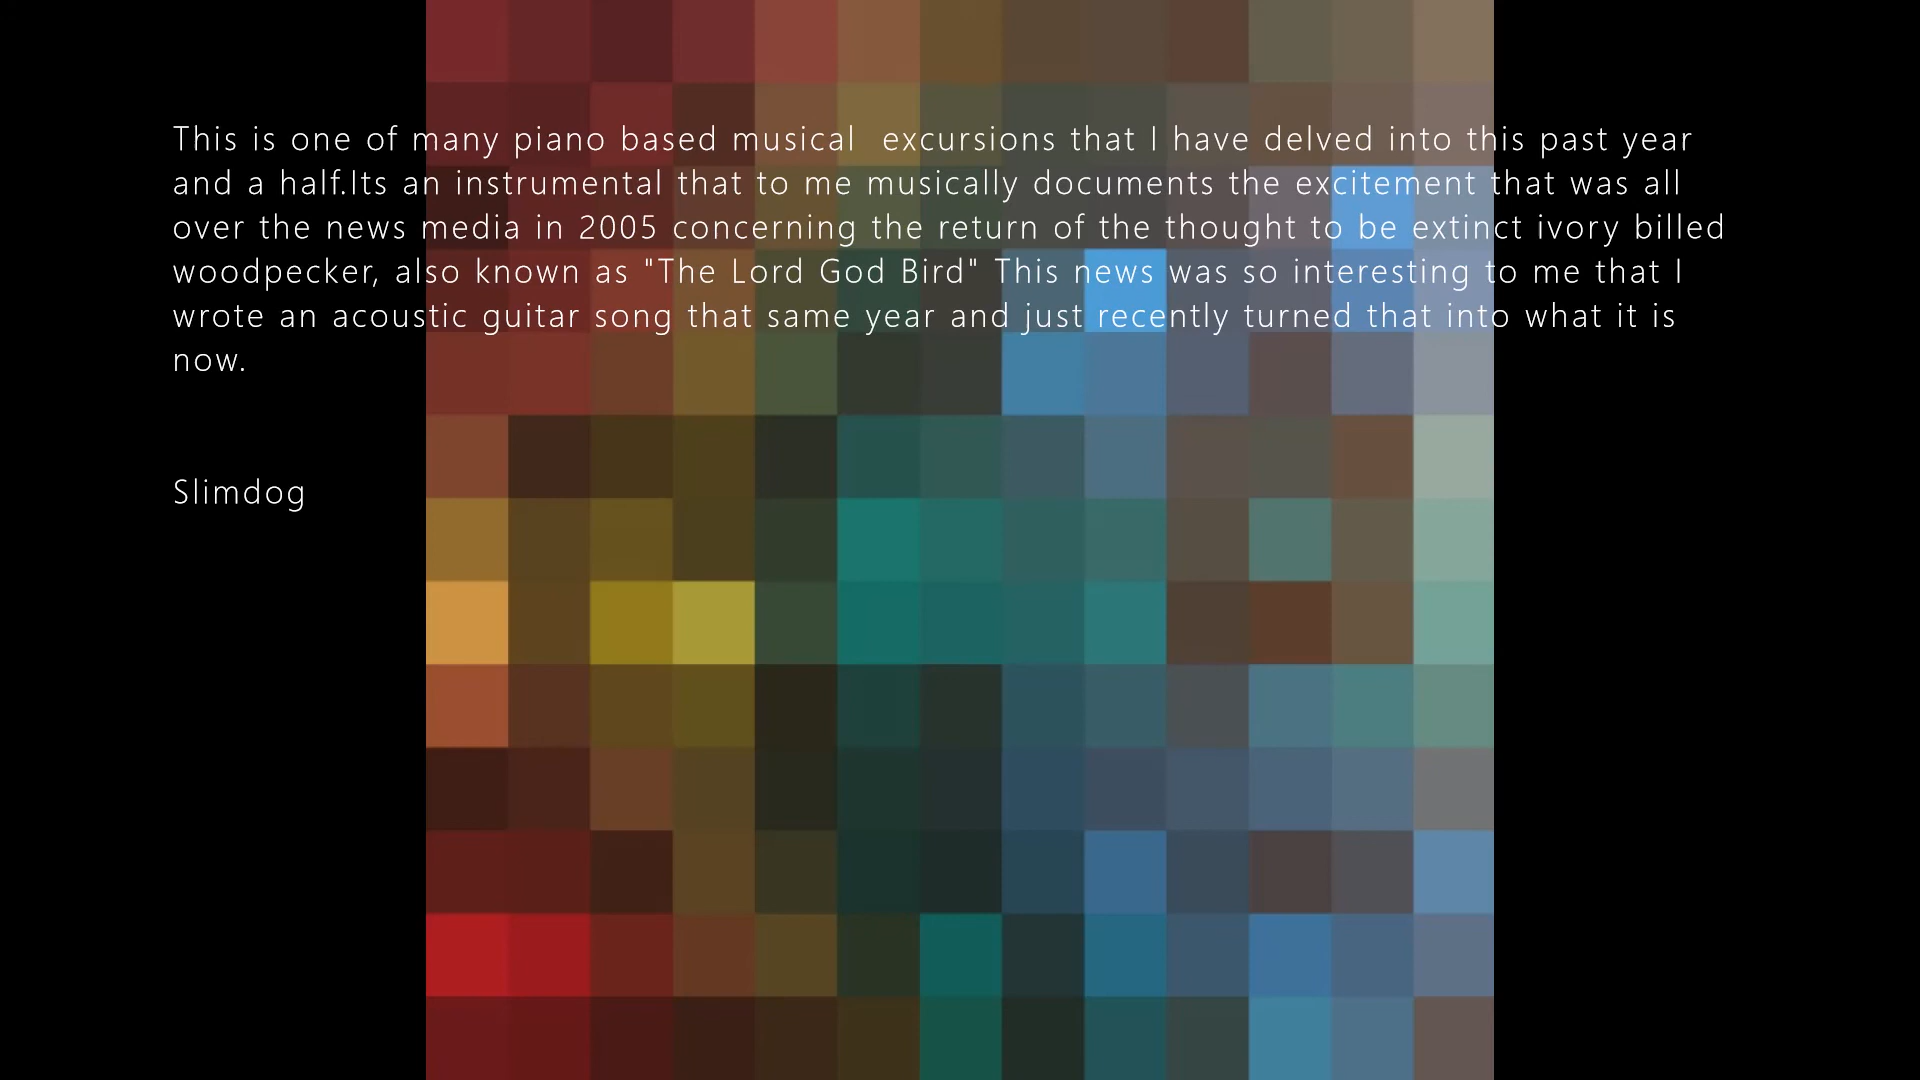 This is one of many piano based musical  excursions that I have delved into this past year
and a half.Its an instrumental that to me musically documents the excitement that was all
over the news media in 2005 concerning the return of the thought to be extinct ivory billed
woodpecker, also known as "The Lord God Bird" This news was so interesting to me that I
wrote an acoustic guitar song that same year and just recently turned that into what it is
now.
Slimdog